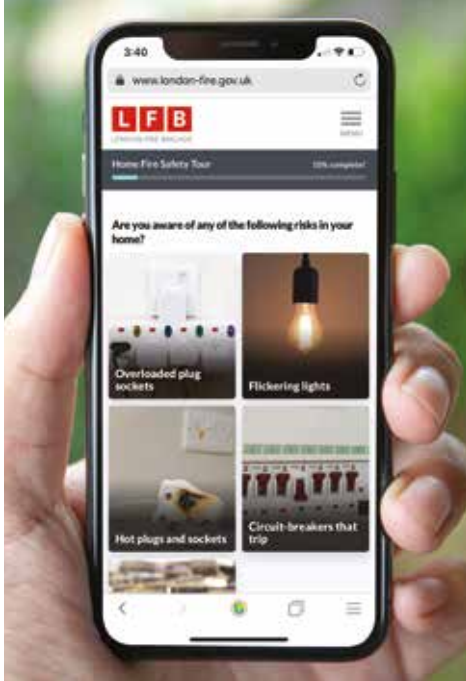 3:40
www.london-fire.gov.uk
LFB
LONDON FIRE BRIGADE
MENU
Home Fire Safety Tour
10% complete!
Are you aware of any of the following risks in your
home?
Overloaded plug
sockets
Flickering lights
Hot plugs and sockets
Circuit-breakers that
trip